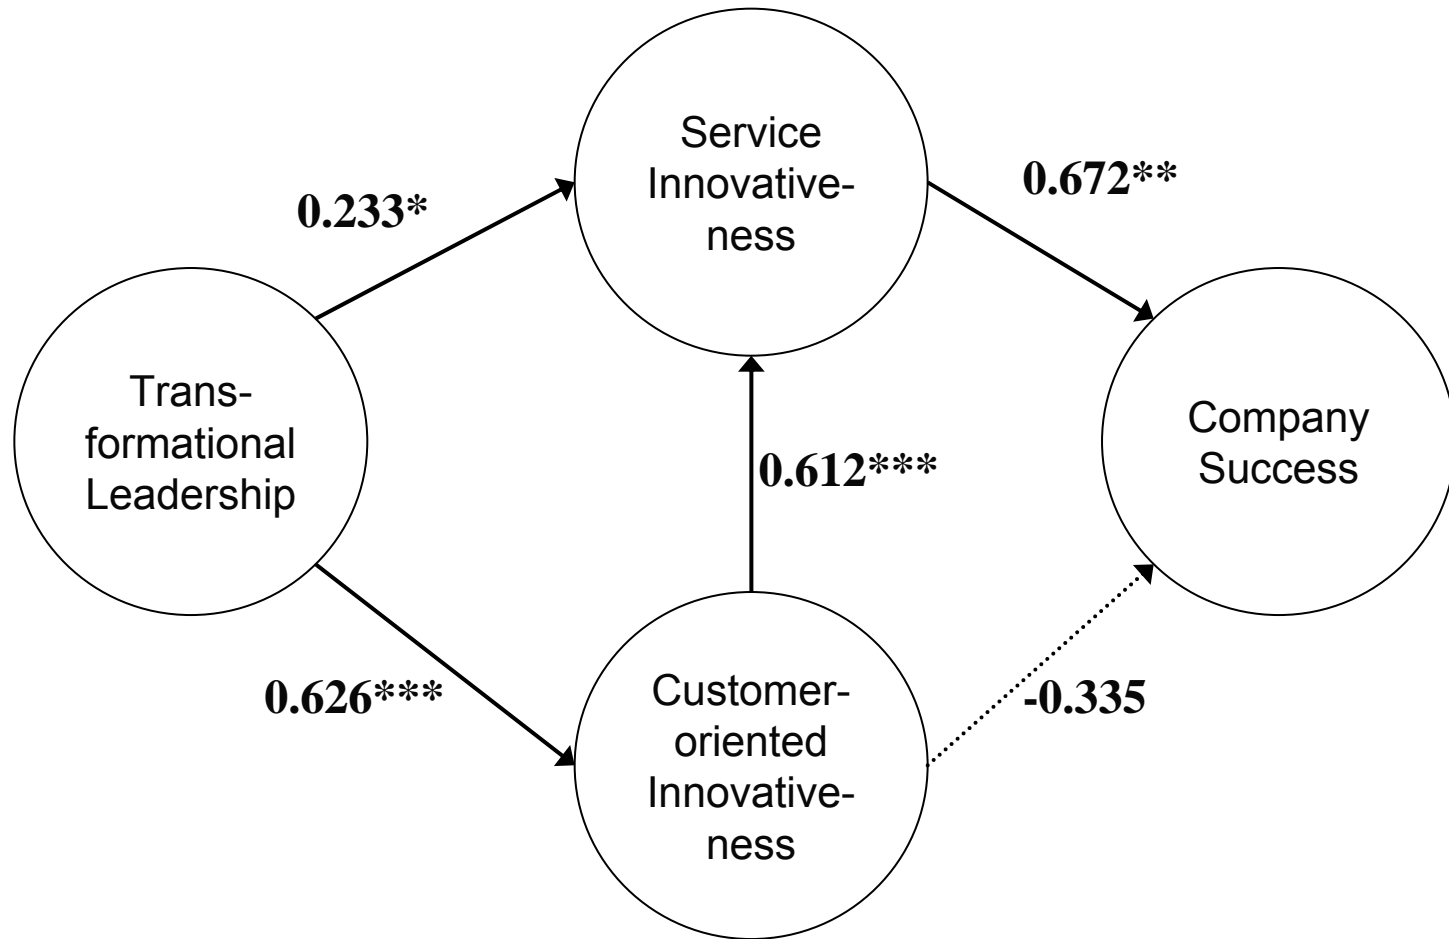 Service
Innovative-
ness
0.672**
0.233*
Trans-
formational
Leadership
Company
Success
0.612***
0.626***
Customer-
oriented
Innovative-
ness
-0.335